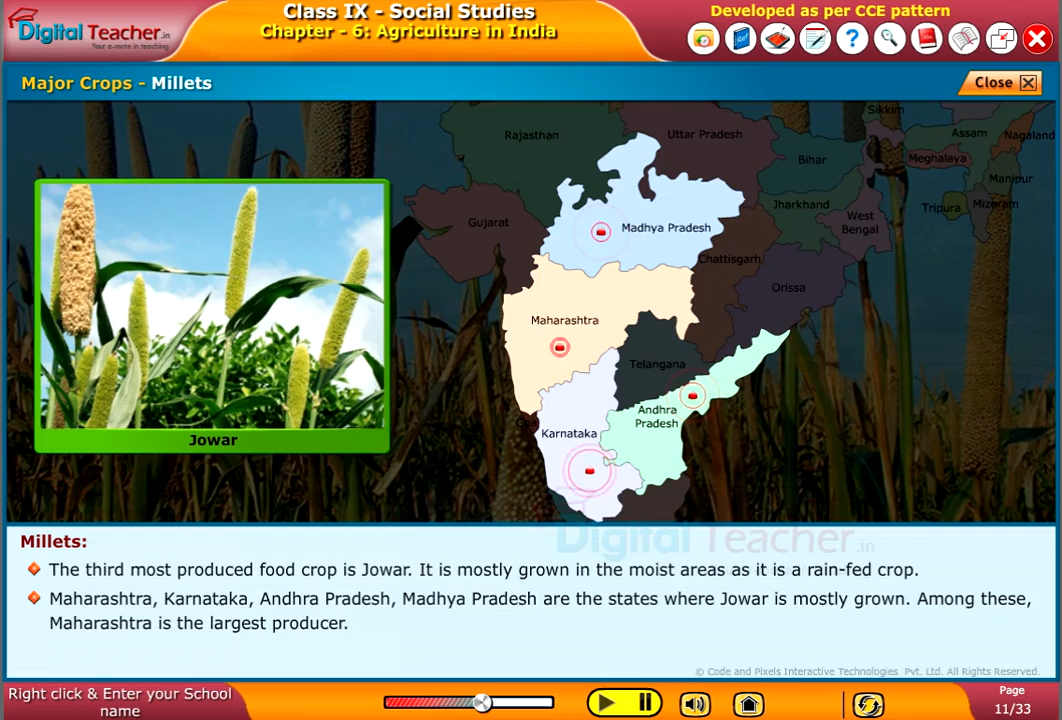 Digital Teacher.in
Your e-mate in teaching
Class IX - Social Studies
Chapter - 6: Agriculture in India
Developed as per CCE pattern
Ref
?
Major Crops - Millets
Close
Jowar
Rajasthan
Uttar Pradesh
Sikkim
Assam
Nagaland
Bihar
Meghalaya
Manipur
Jharkhand
Tripura
Mizoram
Gujarat
West
Bengal
Madhya Pradesh
Chattisgarh
Orissa
Maharashtra
Telangana
Andhra
Pradesh
Karnataka
Digital Teacher.in
Millets:
The third most produced food crop is Jowar. It is mostly grown in the moist areas as it is a rain-fed crop.
Maharashtra, Karnataka, Andhra Pradesh, Madhya Pradesh are the states where Jowar is mostly grown. Among these,
Maharashtra is the largest producer.
© Code and Pixels Interactive Technologies Pvt. Ltd. All Rights Reserved.
Right click & Enter your School
name
Page
11/33